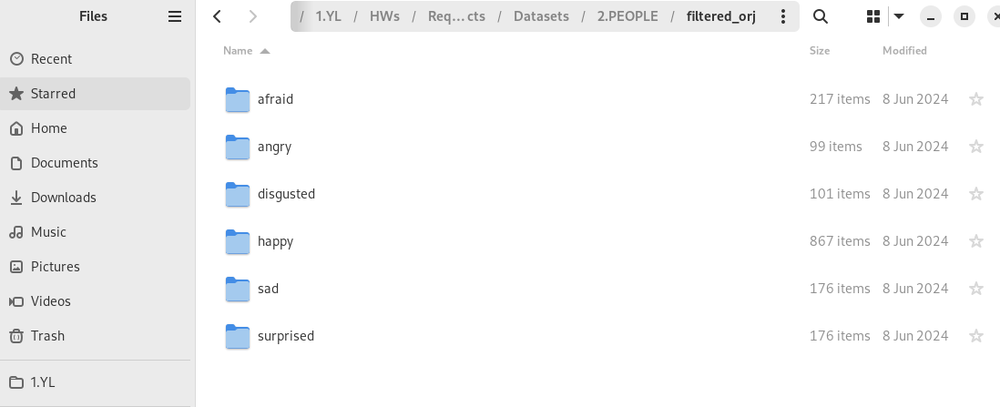 Files
/ 1.YL / HWs / Req…cts / Datasets / 2.PEOPLE / filtered_orj
Name Size Modified
Recent
Starred
Home
Documents
Downloads
Music
Pictures
Videos
Trash
1.YL
afraid 217 items 8 Jun 2024
angry 99 items 8 Jun 2024
disgusted 101 items 8 Jun 2024
happy 867 items 8 Jun 2024
sad 176 items 8 Jun 2024
surprised 176 items 8 Jun 2024